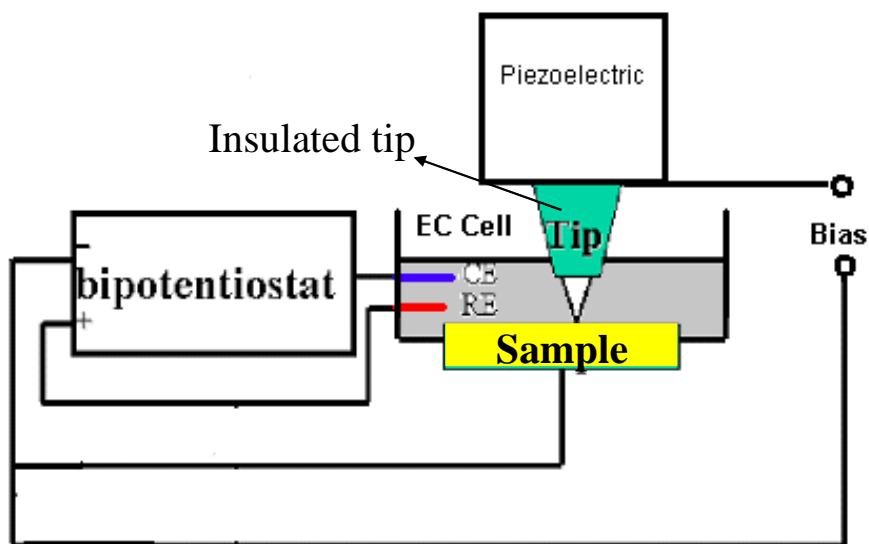 Piezoelectric
Insulated tip
EC Cell
Tip
Bias
-
bipotentiostat
+
CE
RE
Sample